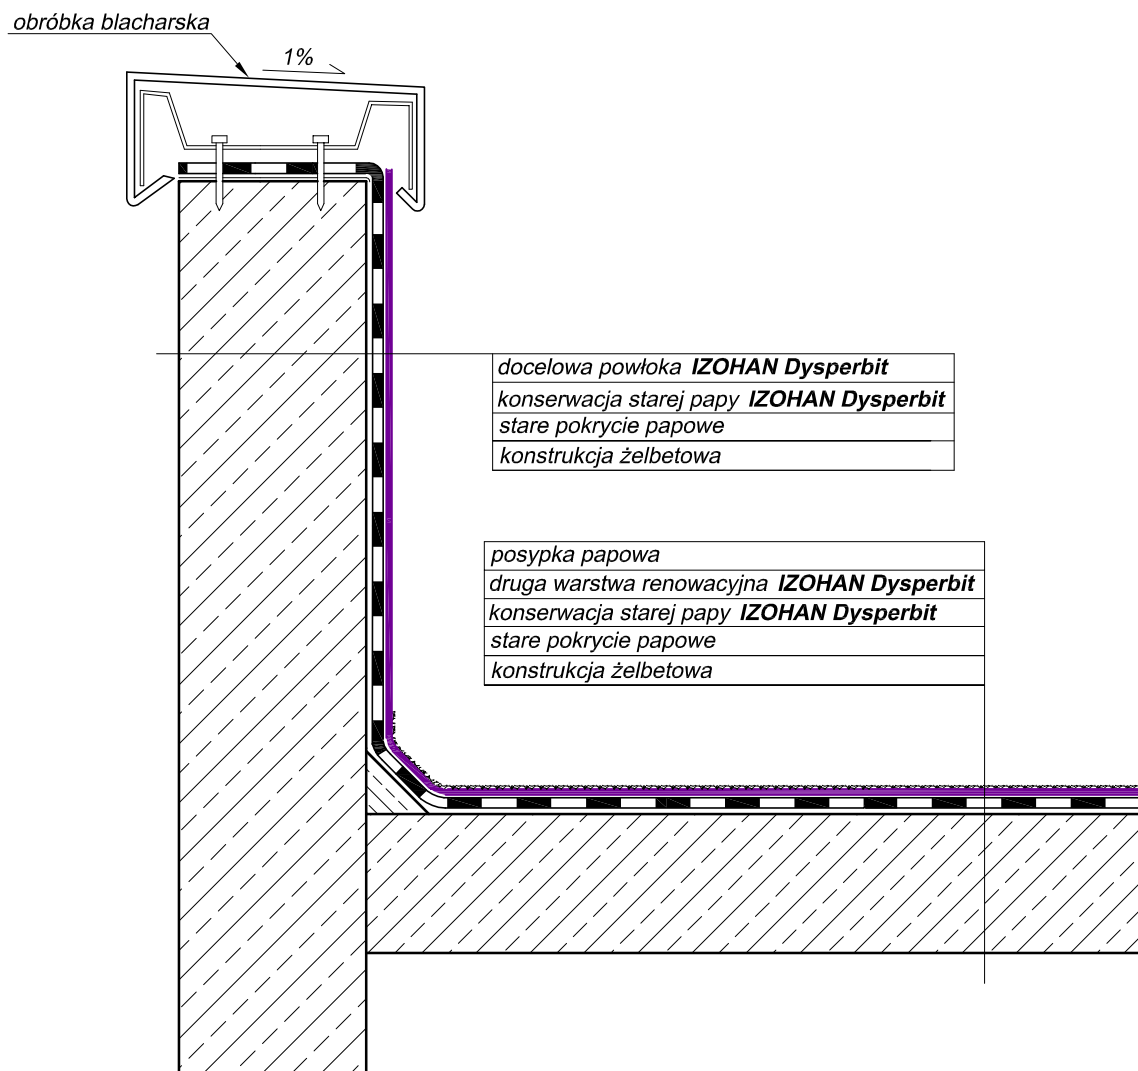 obróbka blacharska
1%
docelowa powłoka IZOHAN Dysperbit
konserwacja starej papy IZOHAN Dysperbit
stare pokrycie papowe
konstrukcja żelbetowa
posypka papowa
druga warstwa renowacyjna IZOHAN Dysperbit
konserwacja starej papy IZOHAN Dysperbit
stare pokrycie papowe
konstrukcja żelbetowa